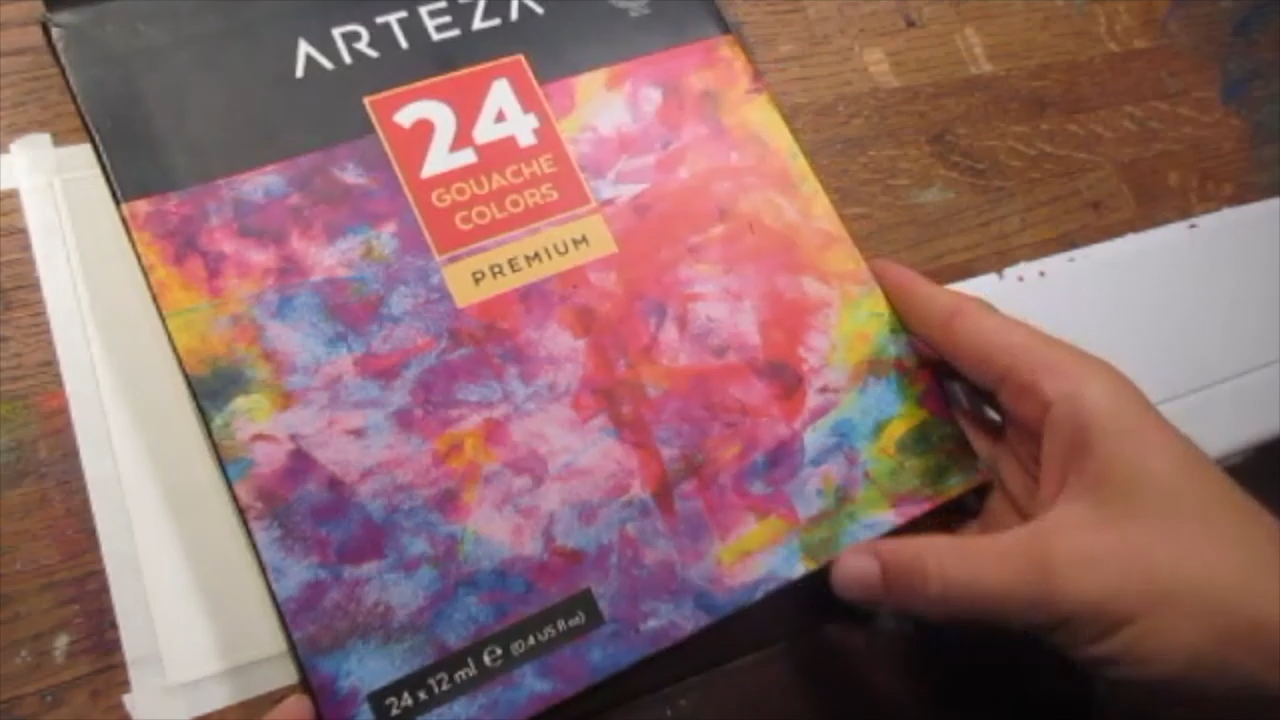 ARTEZA
24
GOUACHE
COLORS
PREMIUM
24 x 12 ml ℮ (0.4 US fl oz)